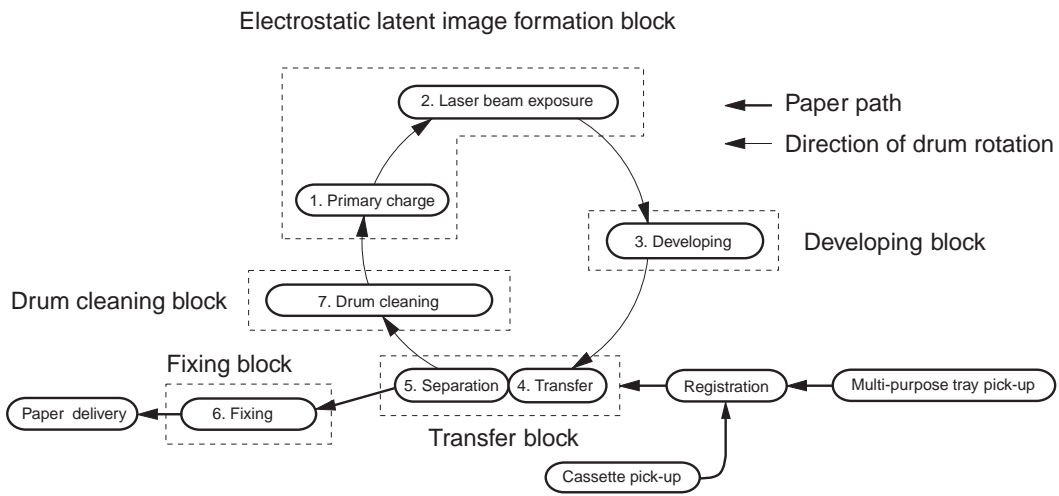 Electrostatic latent image formation block
2. Laser beam exposure
Paper path
Direction of drum rotation
1. Primary charge
3. Developing
Developing block
Drum cleaning block
7. Drum cleaning
Fixing block
5. Separation
4. Transfer
Registration
Multi-purpose tray pick-up
Paper delivery
6. Fixing
Transfer block
Cassette pick-up